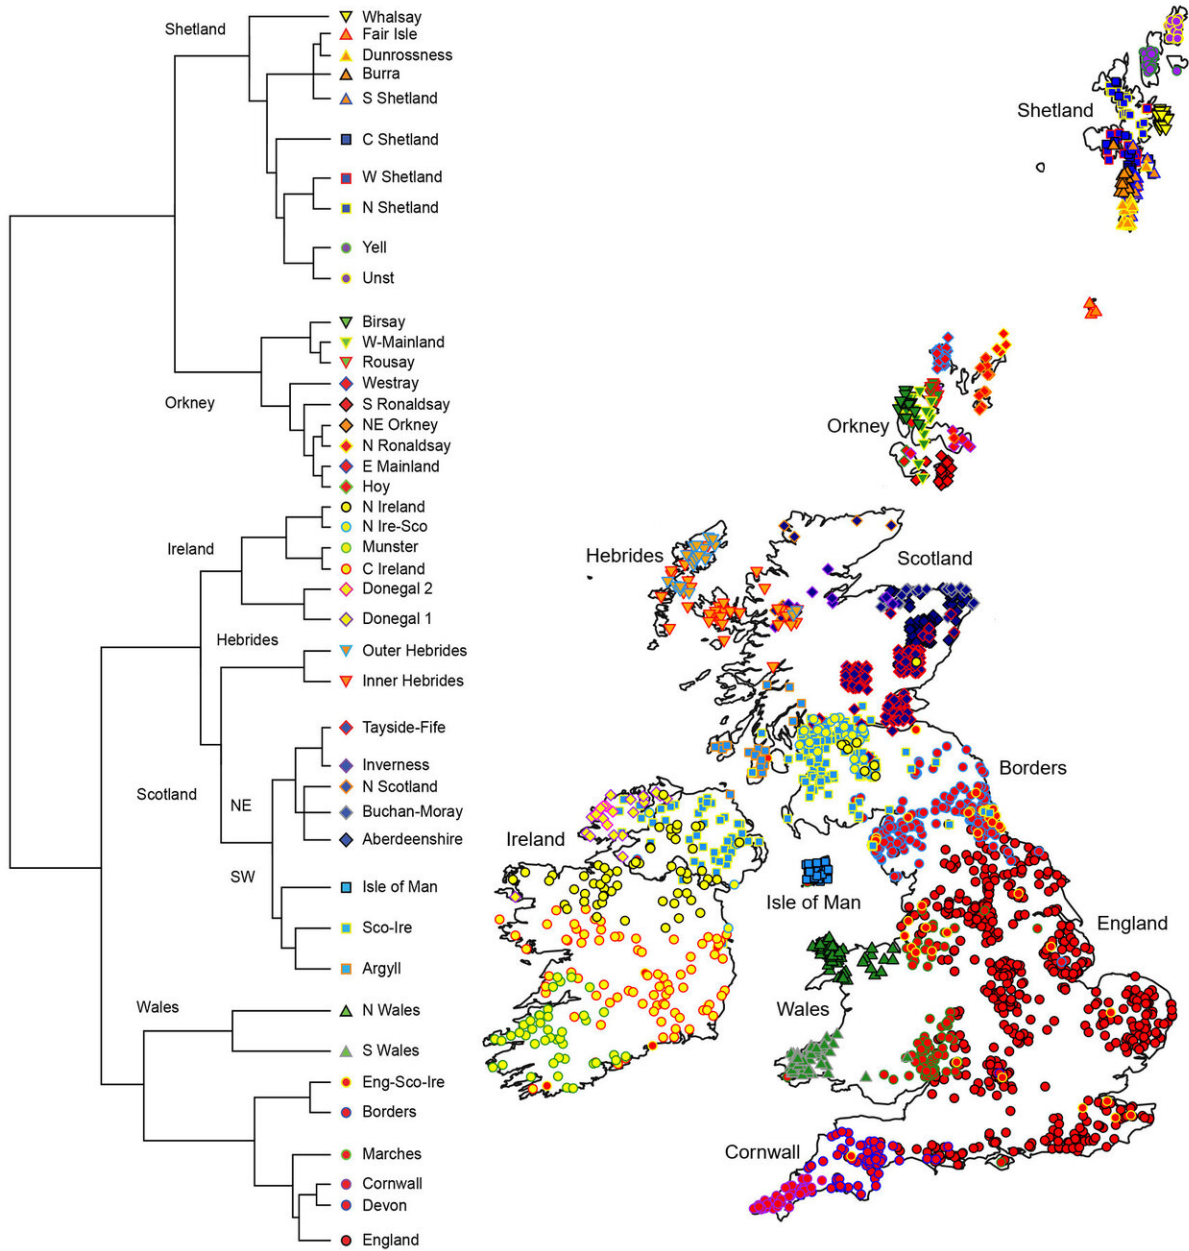 Shetland
Whalsay
Fair Isle
Dunrossness
Burra
S Shetland
C Shetland
W Shetland
N Shetland
Yell
Unst
Birsay
W-Mainland
Rousay
Westray
Orkney
S Ronaldsay
NE Orkney
N Ronaldsay
E Mainland
Hoy
N Ireland
N Ire-Sco
Ireland
Munster
C Ireland
Donegal 2
Donegal 1
Hebrides
Outer Hebrides
Inner Hebrides
Tayside-Fife
Inverness
Scotland
N Scotland
NE
Buchan-Moray
Aberdeenshire
SW
Isle of Man
Sco-Ire
Argyll
Wales
N Wales
S Wales
Eng-Sco-Ire
Borders
Marches
Cornwall
Devon
England
Shetland
Orkney
Hebrides
Scotland
Borders
Ireland
Isle of Man
England
Wales
Cornwall